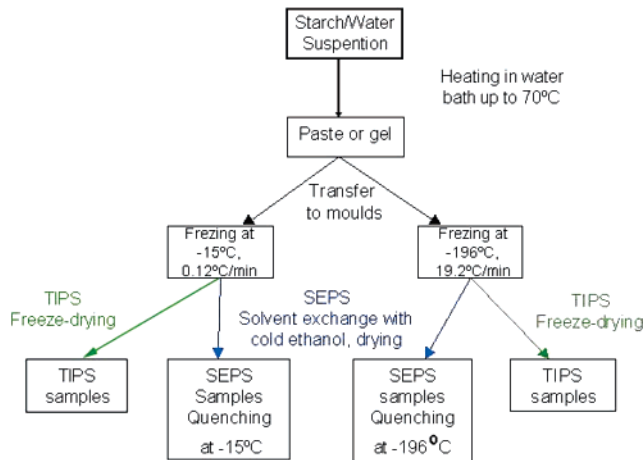 Starch/Water
Suspention
Heating in water
bath up to 70ºC
Paste or gel
Transfer
to moulds
Frezing at
-15ºC,
0.12ºC/min
Frezing at
-196ºC,
19.2ºC/min
TIPS
Freeze-drying
SEPS
Solvent exchange with
cold ethanol, drying
TIPS
Freeze-drying
TIPS
samples
SEPS
Samples
Quenching
at -15ºC
SEPS
samples
Quenching
at -196ºC
TIPS
samples